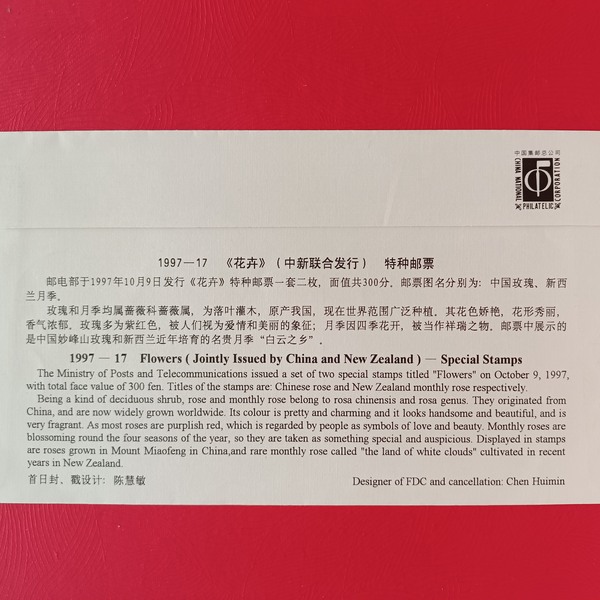 中国集邮总公司
CHINA NATIONAL
PHILATELIC
CORPORATION
1997—17 《花卉》（中新联合发行） 特种邮票
邮电部于1997年10月9日发行《花卉》特种邮票一套二枚，面值共300分。邮票图名分别为：中国玫瑰、新西
兰月季。
玫瑰和月季均属蔷薇科蔷薇属，为落叶灌木，原产我国，现在世界范围广泛种植，其花色娇艳，花形秀丽，
香气浓郁，玫瑰多为紫红色，被人们视为爱情和美丽的象征；月季因四季花开，被当作祥瑞之物。邮票中展示的
是中国妙峰山玫瑰和新西兰近年培育的名贵月季“白云之乡”。
1997 — 17 Flowers ( Jointly Issued by China and New Zealand ) — Special Stamps
The Ministry of Posts and Telecommunications issued a set of two special stamps titled "Flowers" on October 9, 1997,
with total face value of 300 fen. Titles of the stamps are: Chinese rose and New Zealand monthly rose respectively.
Being a kind of deciduous shrub, rose and monthly rose belong to rosa chinensis and rosa genus. They originated from
China, and are now widely grown worldwide. Its colour is pretty and charming and it looks handsome and beautiful, and is
very fragrant. As most roses are purplish red, which is regarded by people as symbols of love and beauty. Monthly roses are
blossoming round the four seasons of the year, so they are taken as something special and auspicious. Displayed in stamps
are roses grown in Mount Miaofeng in China,and rare monthly rose called "the land of white clouds" cultivated in recent
years in New Zealand.
首日封、戳设计：陈慧敏
Designer of FDC and cancellation: Chen Huimin